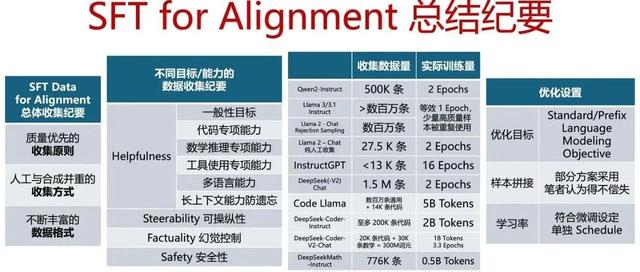 SFT for Alignment 总结纪要
SFT Data
for Alignment
总体收集纪要
质量优先的
收集原则
人工与合成并重的
收集方式
不断丰富的
数据格式
不同目标/能力的
数据收集纪要
Helpfulness
一般性目标
代码专项能力
数学推理专项能力
工具使用专项能力
多语言能力
长上下文能力防遗忘
Steerability 可操纵性
Factuality 幻觉控制
Safety 安全性
收集数据量 实际训练量
Qwen2-Instruct 500K 条 2 Epochs
Llama 3/3.1
Instruct
>数百万条
等效 1 Epoch,
少量高质量样
本被重复使用
Llama 2 - Chat
Rejection Sampling
数百万条
Llama 2 – Chat
纯人工收集
27.5 K 条 2 Epochs
InstructGPT <13 K 条 16 Epochs
DeepSeek(-V2)
Chat
1.5 M 条 2 Epochs
Code Llama
数百万条通用
+ 14K 条代码
5B Tokens
DeepSeek-Coder-
Instruct
至多 200K 条代码 2B Tokens
DeepSeek-Coder-
V2-Chat
20K 条代码 + 30K
条数学 = 300M词元
1B Tokens
3.3 Epochs
DeepSeekMath
-Instruct
776K 条 0.5B Tokens
优化设置
优化目标
Standard/Prefix
Language
Modeling
Objective
样本拼接
部分方案采用
笔者认为得不偿失
学习率
符合微调设定
单独 Schedule